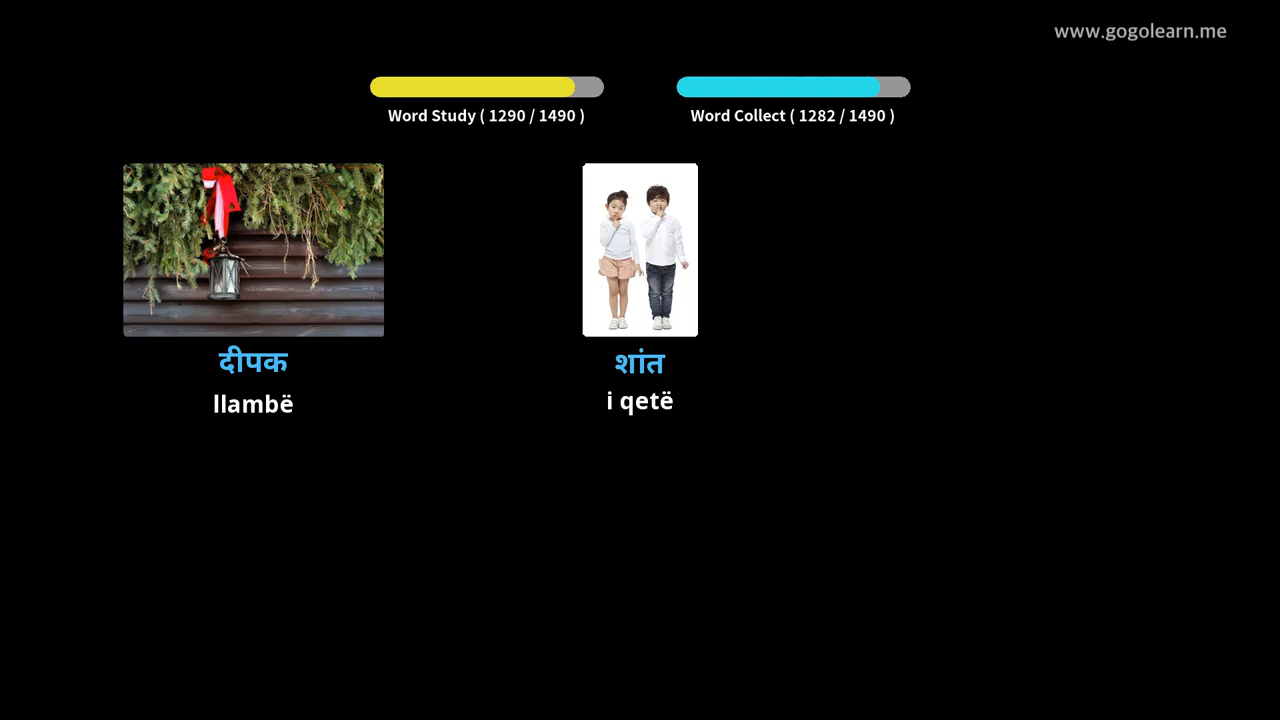 www.gogolearn.me
Word Study ( 1290 / 1490 )
Word Collect ( 1282 / 1490 )
दीपक
llambë
शांत
i qetë